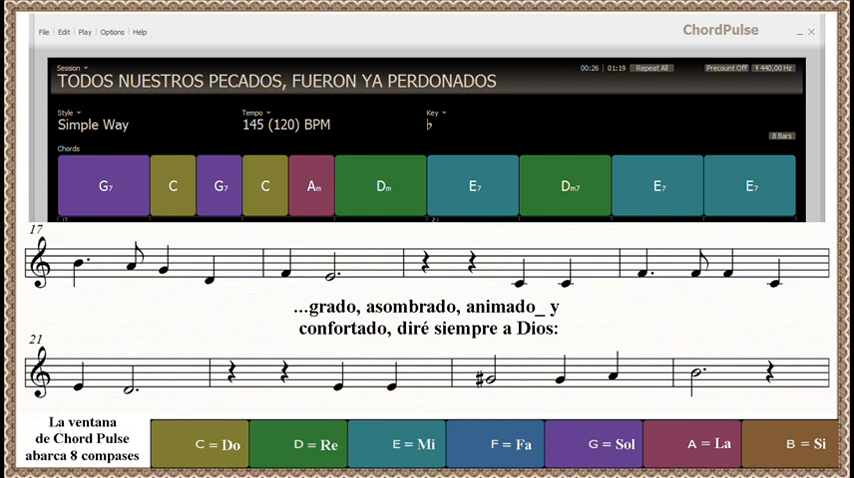 File Edit Play Options Help
ChordPulse
Session
00:26 | 01:19 Repeat All Precount Off 440,00 Hz
TODOS NUESTROS PECADOS, FUERON YA PERDONADOS
Style Tempo Key
Simple Way 145 (120) BPM ♭
8 Bars
Chords
G7 C G7 C Am Dm E7 Dm7 E7 E7
17
...grado, asombrado, animado_ y
confortado, diré siempre a Dios:
21
La ventana
de Chord Pulse
abarca 8 compases
C = Do D = Re E = Mi F = Fa G = Sol A = La B = Si